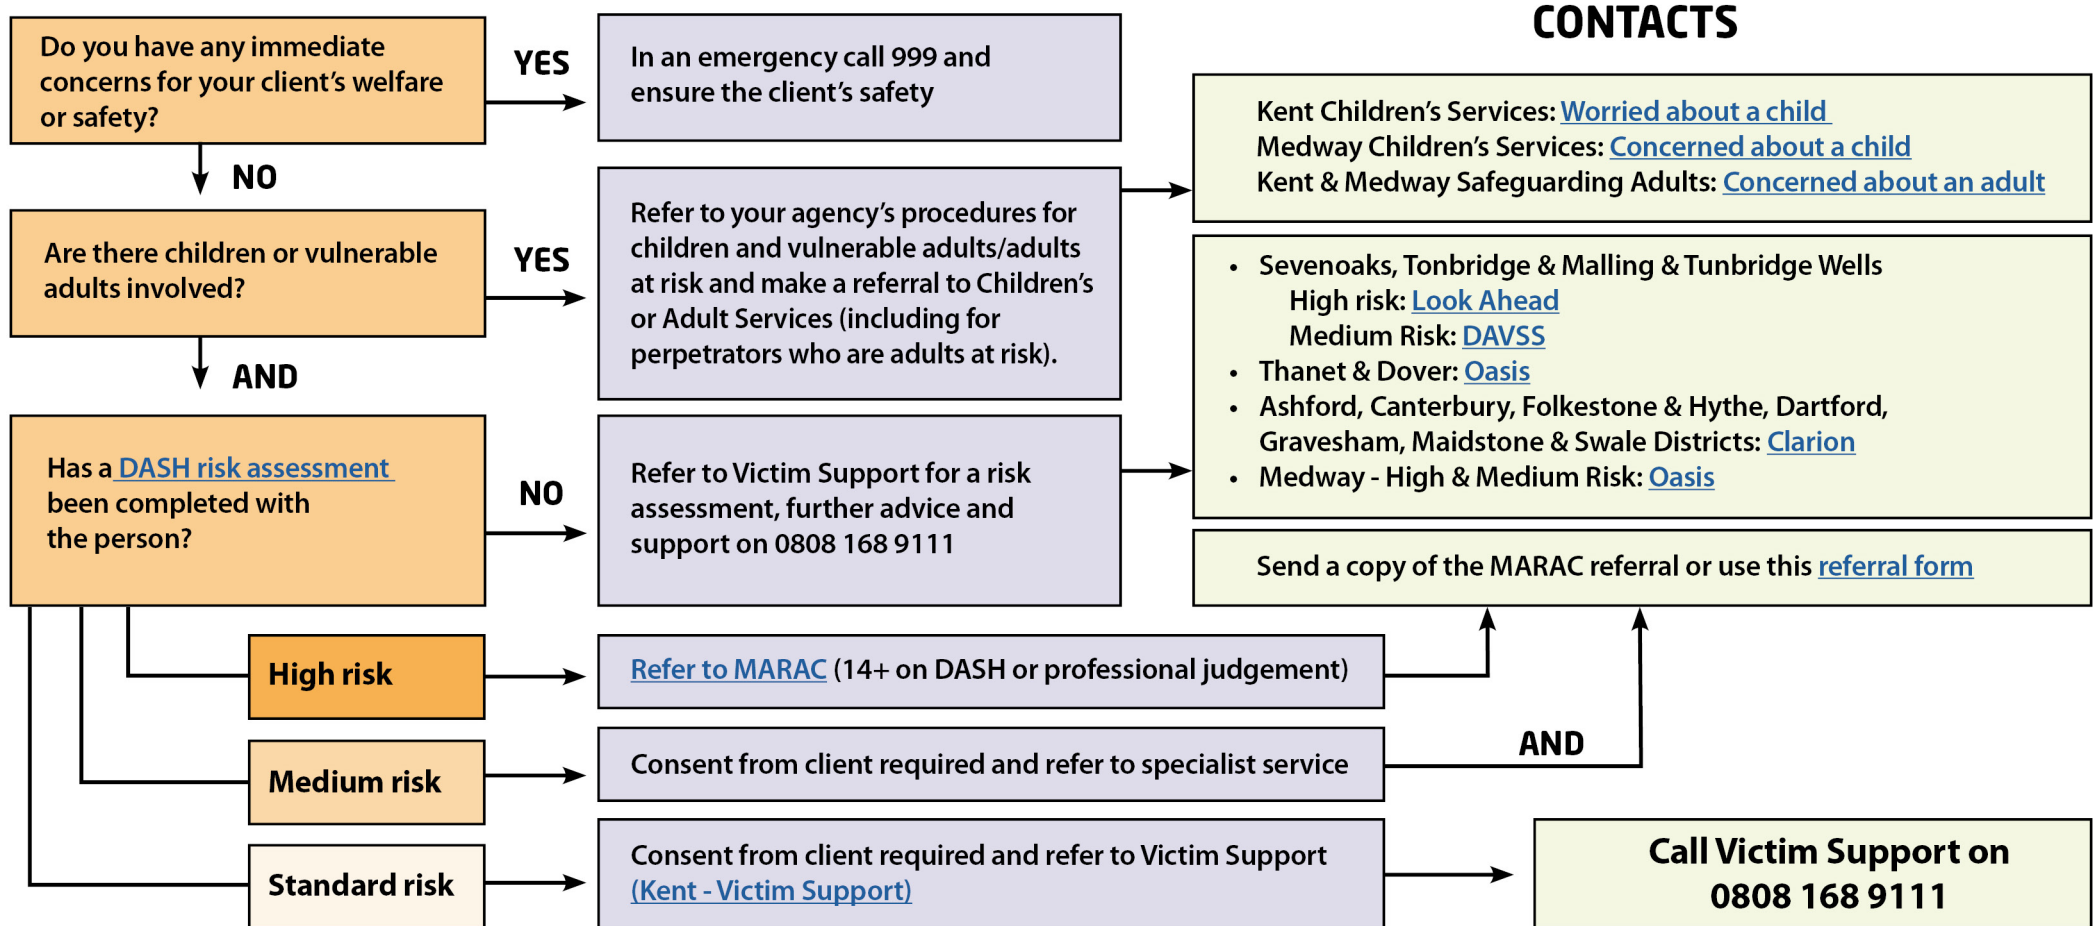 CONTACTS
Do you have any immediate
concerns for your client’s welfare
or safety?
YES
In an emergency call 999 and
ensure the client’s safety
NO
Are there children or vulnerable
adults involved?
YES
Refer to your agency’s procedures for
children and vulnerable adults/adults
at risk and make a referral to Children’s
or Adult Services (including for
perpetrators who are adults at risk).
Kent Children’s Services: Worried about a child
Medway Children’s Services: Concerned about a child
Kent & Medway Safeguarding Adults: Concerned about an adult
AND
Has a DASH risk assessment
been completed with
the person?
NO
Refer to Victim Support for a risk
assessment, further advice and
support on 0808 168 9111
• Sevenoaks, Tonbridge & Malling & Tunbridge Wells
High risk: Look Ahead
Medium Risk: DAVSS
• Thanet & Dover: Oasis
• Ashford, Canterbury, Folkestone & Hythe, Dartford,
Gravesham, Maidstone & Swale Districts: Clarion
• Medway - High & Medium Risk: Oasis
Send a copy of the MARAC referral or use this referral form
High risk
Refer to MARAC (14+ on DASH or professional judgement)
Medium risk
Consent from client required and refer to specialist service
AND
Standard risk
Consent from client required and refer to Victim Support
(Kent - Victim Support)
Call Victim Support on
0808 168 9111